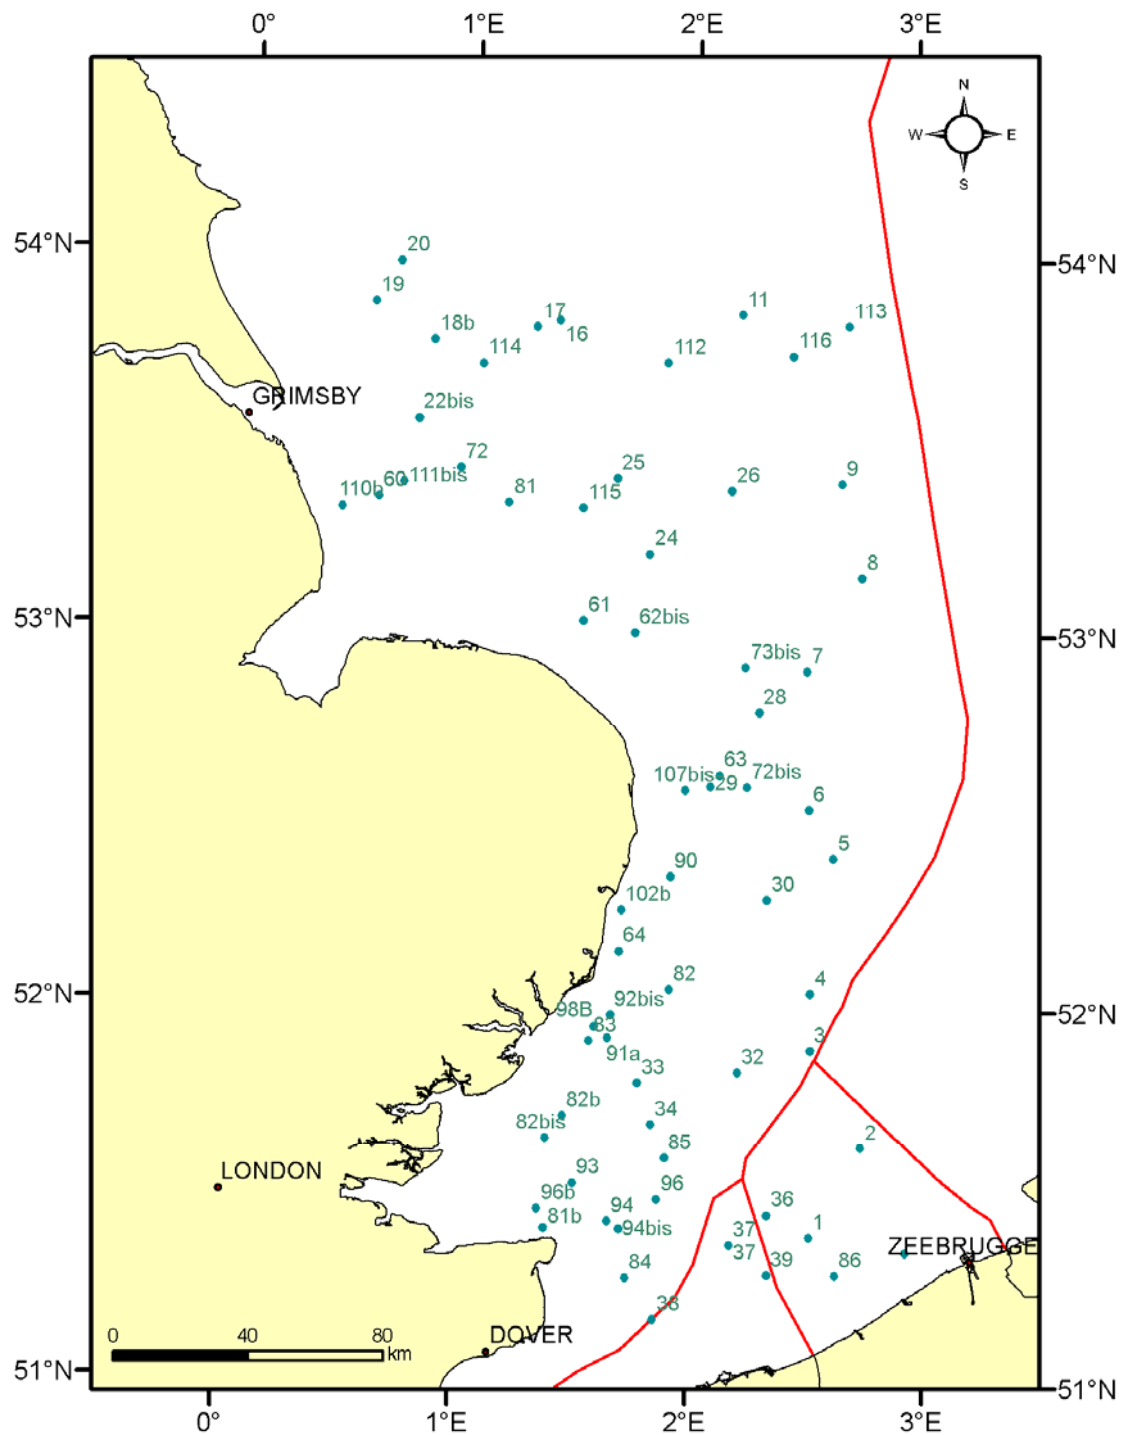 0° 1°E 2°E 3°E
N
W E
S
54°N
54°N
20
19
11
17
113
18b
16
114
112
116
GRIMSBY
22bis
72
25
111bis
60
26
9
110b
81
115
24
8
61
62bis
53°N
53°N
73bis
7
28
63
107bis
72bis
29
6
5
90
30
102b
64
82
4
52°N
92bis
98B
52°N
83
3
91a
32
33
82b
34
82bis
2
85
LONDON
93
96
96b
94
36
81b
94bis
37
1
ZEEBRUGGE
37
84
39
86
38
0 40 80
km
DOVER
51°N
51°N
0° 1°E 2°E 3°E